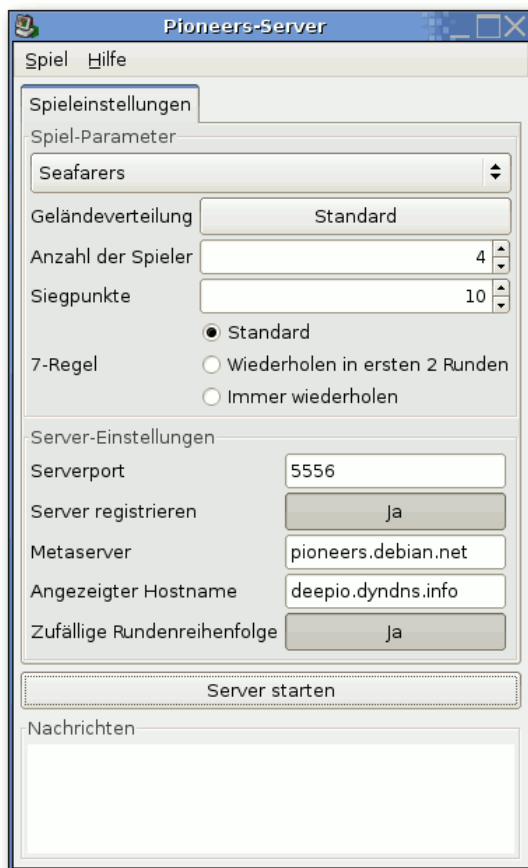 Pioneers-Server
Spiel Hilfe
Spieleinstellungen
Spiel-Parameter
Seafarers
Geländeverteilung Standard
Anzahl der Spieler 4
Siegpunkte 10
Standard
7-Regel Wiederholen in ersten 2 Runden
Immer wiederholen
Server-Einstellungen
Serverport 5556
Server registrieren Ja
Metaserver pioneers.debian.net
Angezeigter Hostname deepio.dyndns.info
Zufällige Rundenreihenfolge Ja
Server starten
Nachrichten